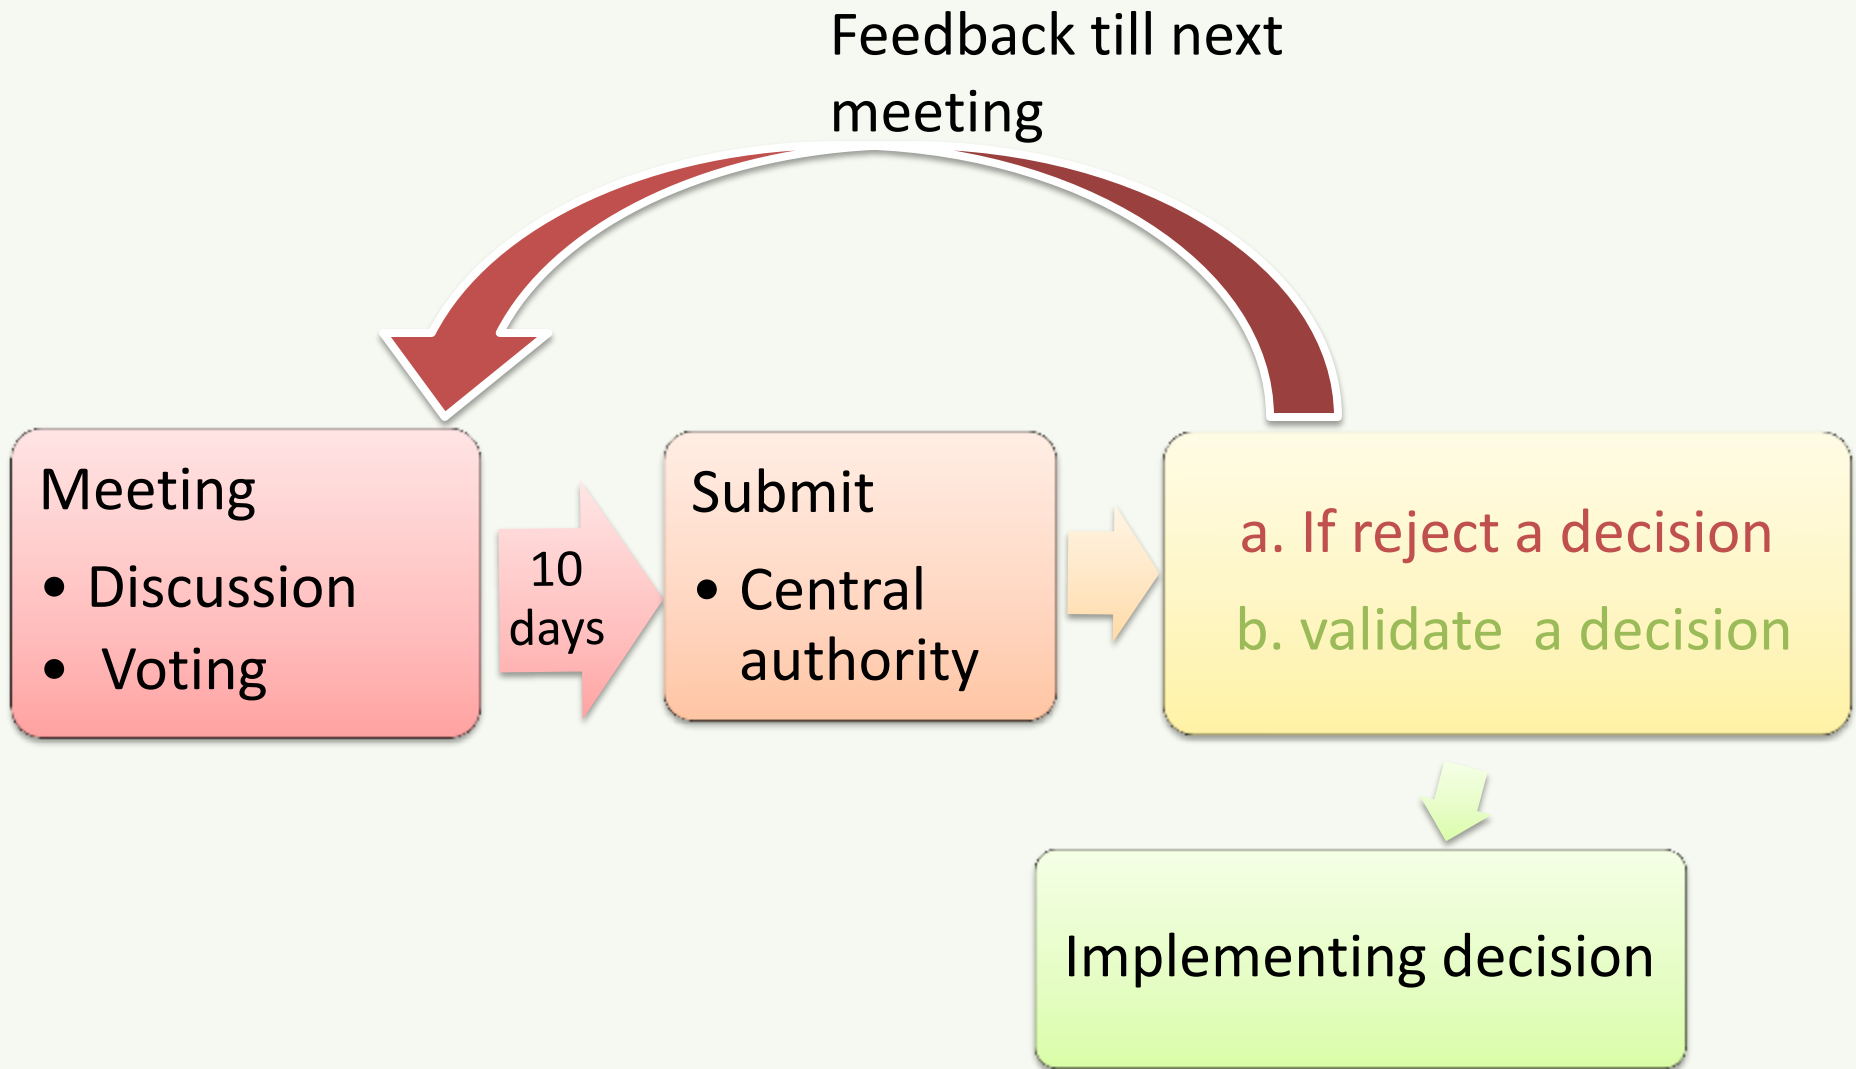 Feedback till next
meeting
Meeting
• Discussion
• Voting
10
days
Submit
• Central
authority
a. If reject a decision
b. validate a decision
Implementing decision